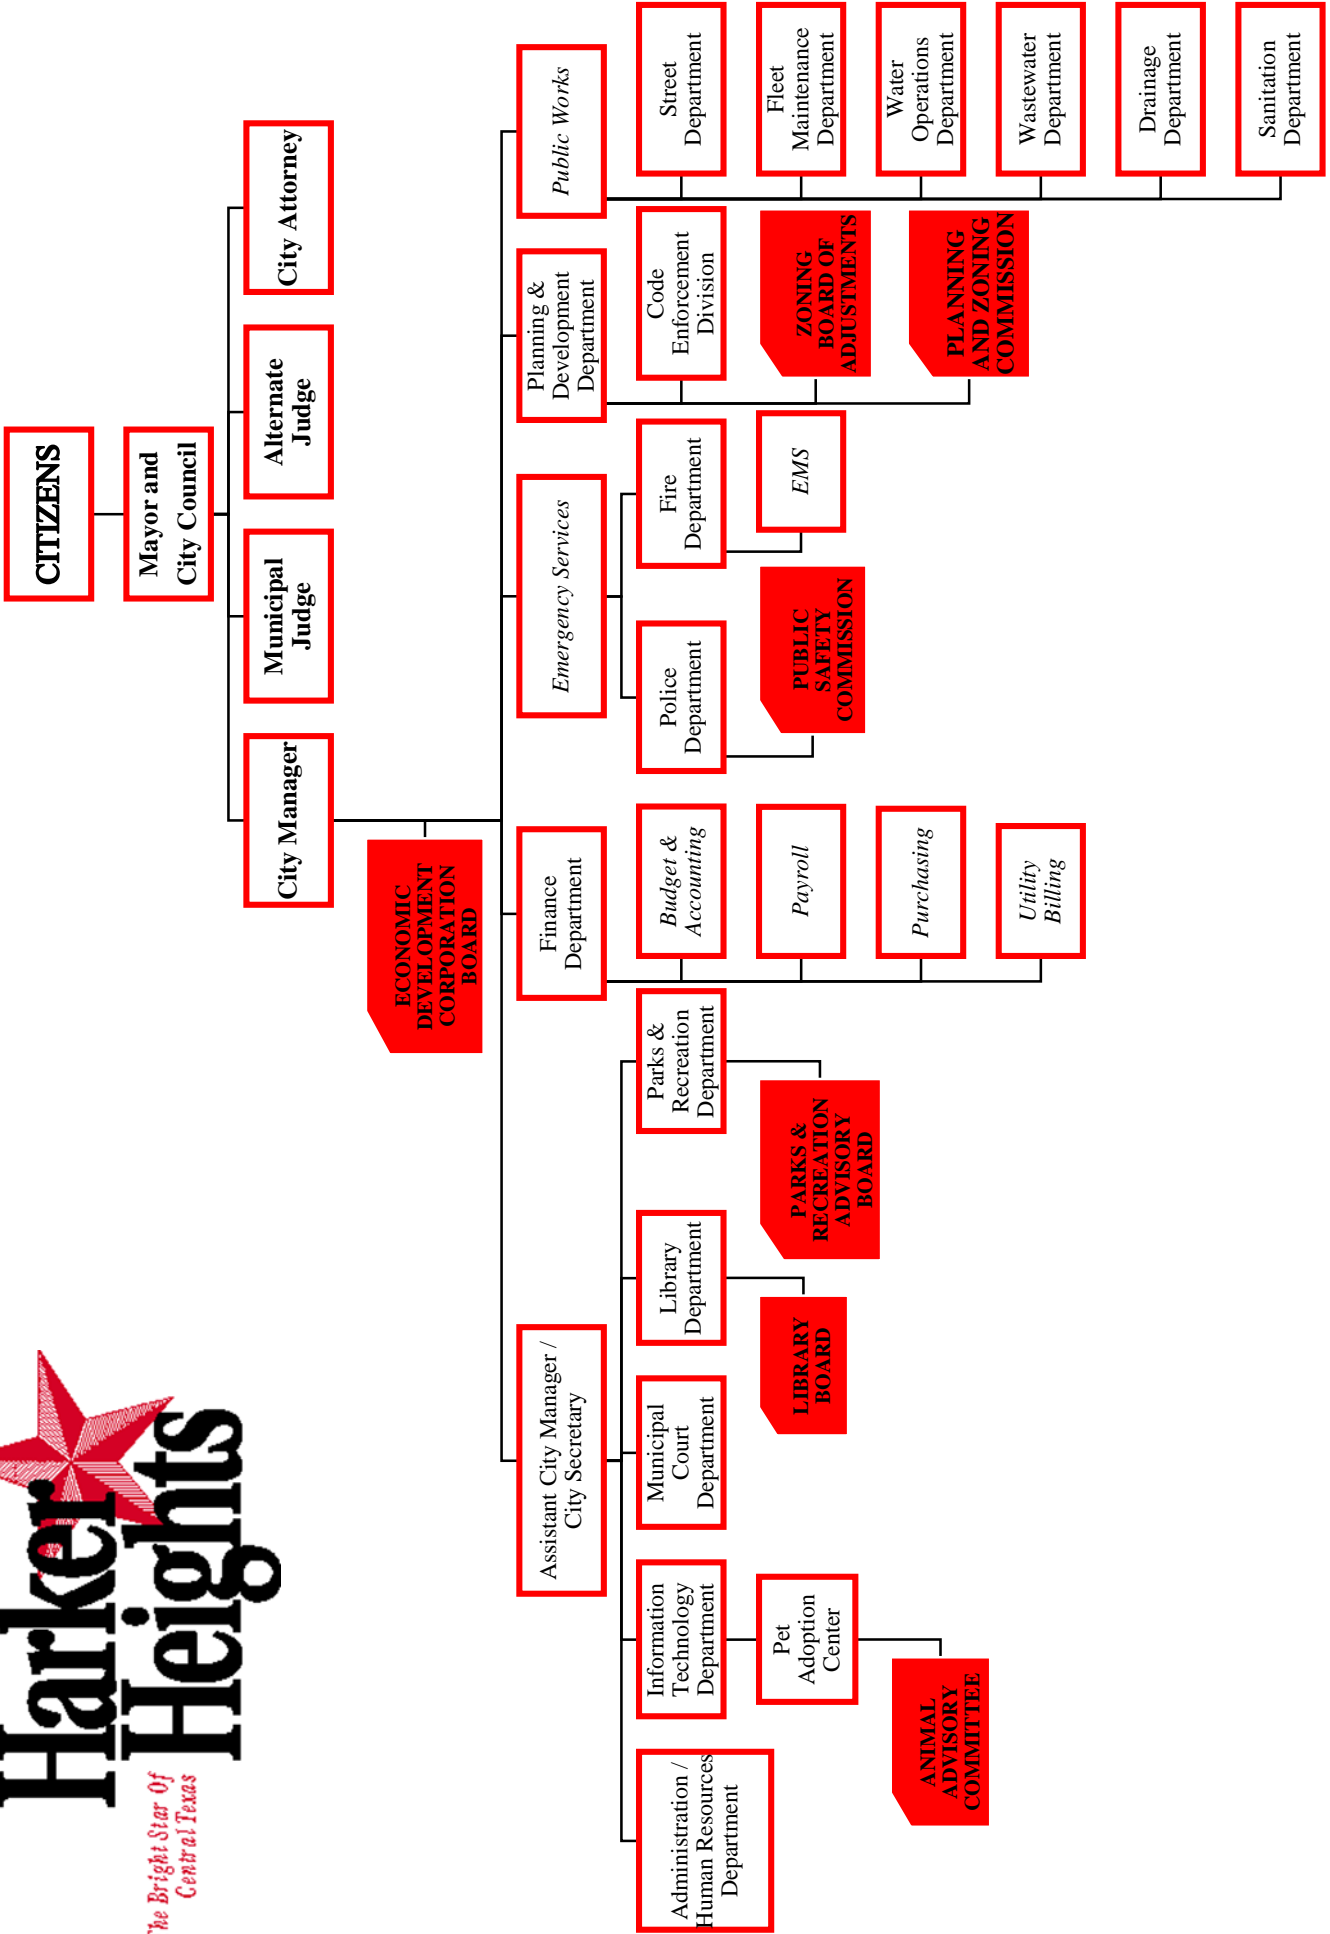 Harker
Heights
The Bright Star Of
Central Texas
CITIZENS
Mayor and
City Council
City Manager
Municipal
Judge
Alternate
Judge
City Attorney
ECONOMIC
DEVELOPMENT
CORPORATION
BOARD
Assistant City Manager /
City Secretary
Finance
Department
Emergency Services
Planning &
Development
Department
Public Works
Administration /
Human Resources
Department
Information
Technology
Department
Municipal
Court
Department
Library
Department
Parks &
Recreation
Department
Pet
Adoption
Center
ANIMAL
ADVISORY
COMMITTEE
LIBRARY
BOARD
PARKS &
RECREATION
ADVISORY
BOARD
Budget &
Accounting
Payroll
Purchasing
Utility
Billing
Police
Department
PUBLIC
SAFETY
COMMISSION
Fire
Department
EMS
Code
Enforcement
Division
ZONING
BOARD OF
ADJUSTMENTS
PLANNING
AND ZONING
COMMISSION
Street
Department
Fleet
Maintenance
Department
Water
Operations
Department
Wastewater
Department
Drainage
Department
Sanitation
Department